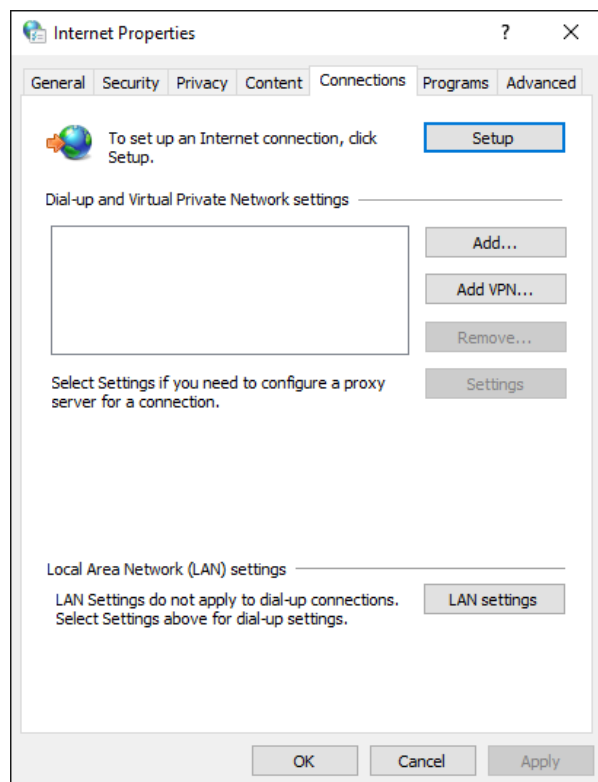 Internet Properties
?
General Security Privacy Content Connections Programs Advanced
To set up an Internet connection, click
Setup.
Setup
Dial-up and Virtual Private Network settings
Add...
Add VPN...
Remove...
Select Settings if you need to configure a proxy
server for a connection.
Settings
Local Area Network (LAN) settings
LAN Settings do not apply to dial-up connections.
Select Settings above for dial-up settings.
LAN settings
OK Cancel Apply